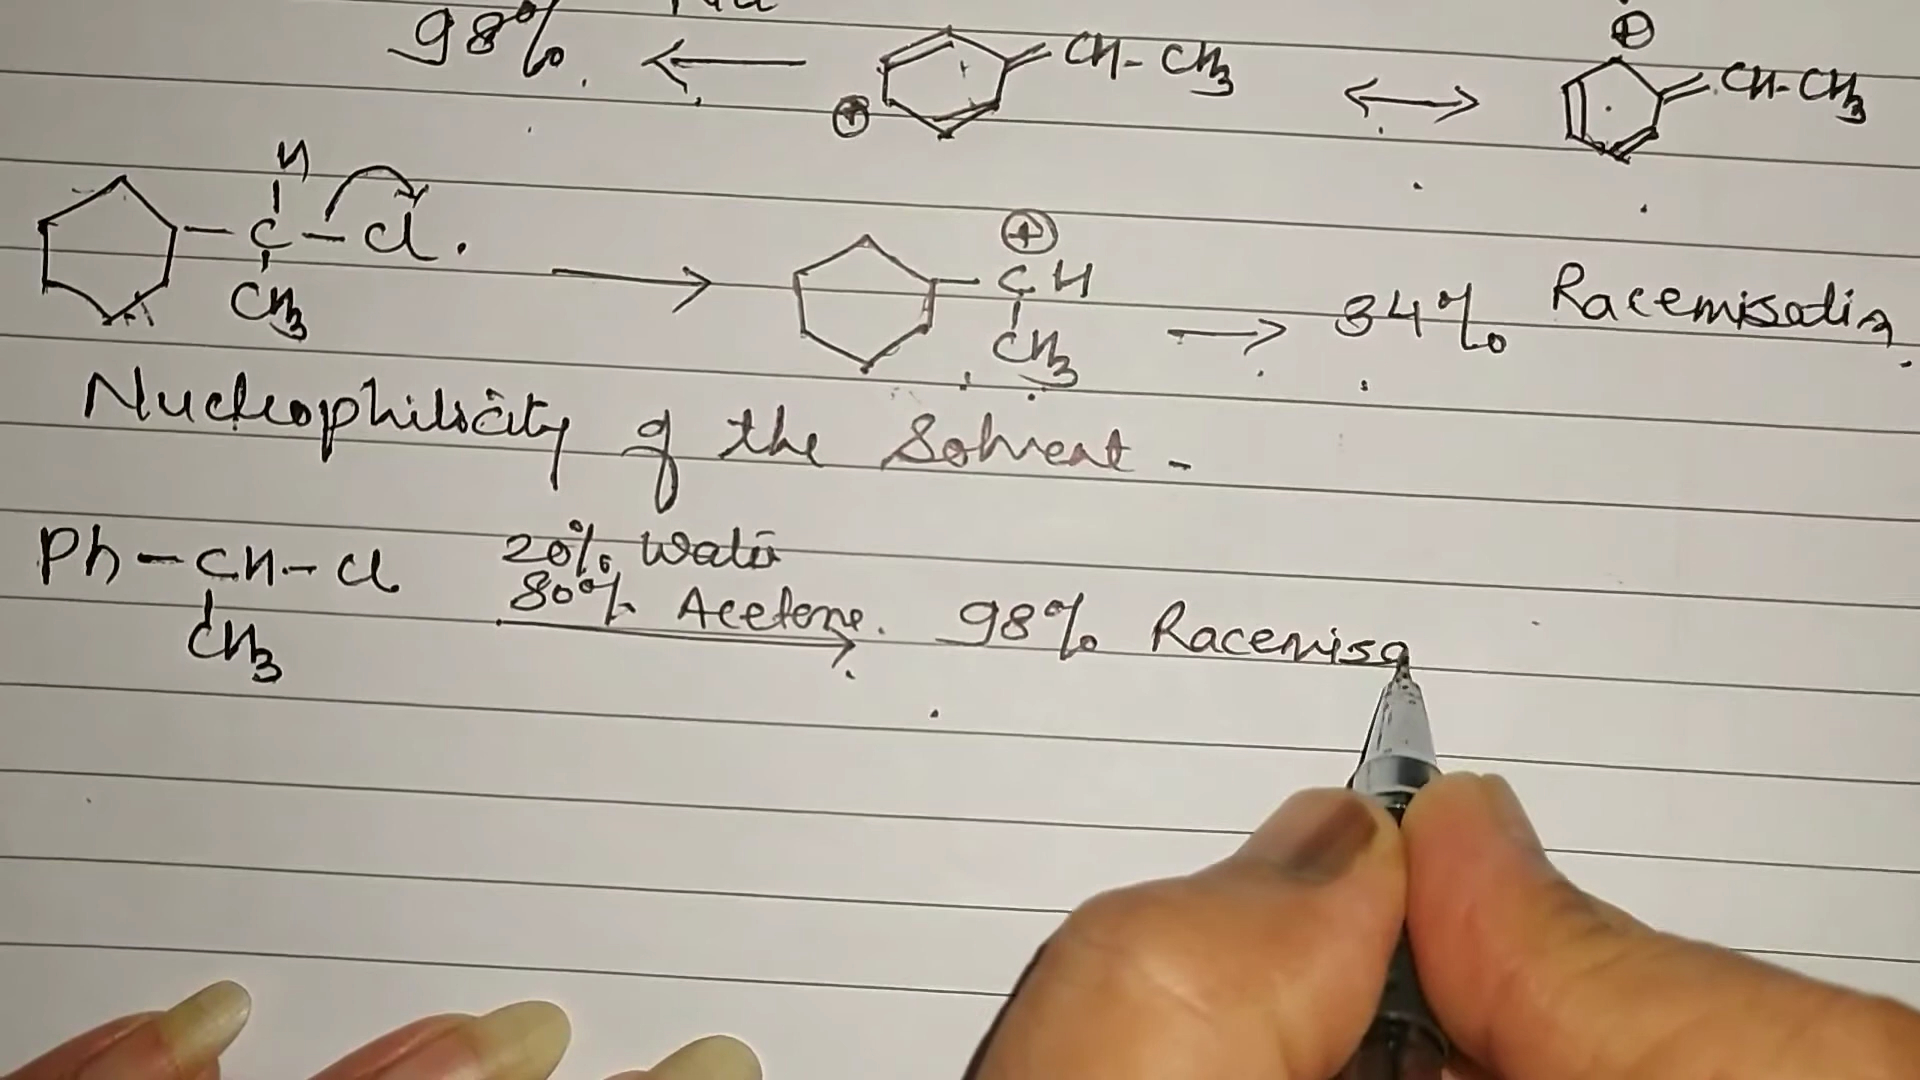 98%. ← ⊕ =CH-CH3 ↔ ⊕ =CH-CH3
H
-C-Cl. → ⊕ CH → 34% Racemisation
CH3 CH3
Nucleophilicity of the Solvent -
Ph-CH-Cl 20% Water
80% Acetone. 98% Racemisa
CH3